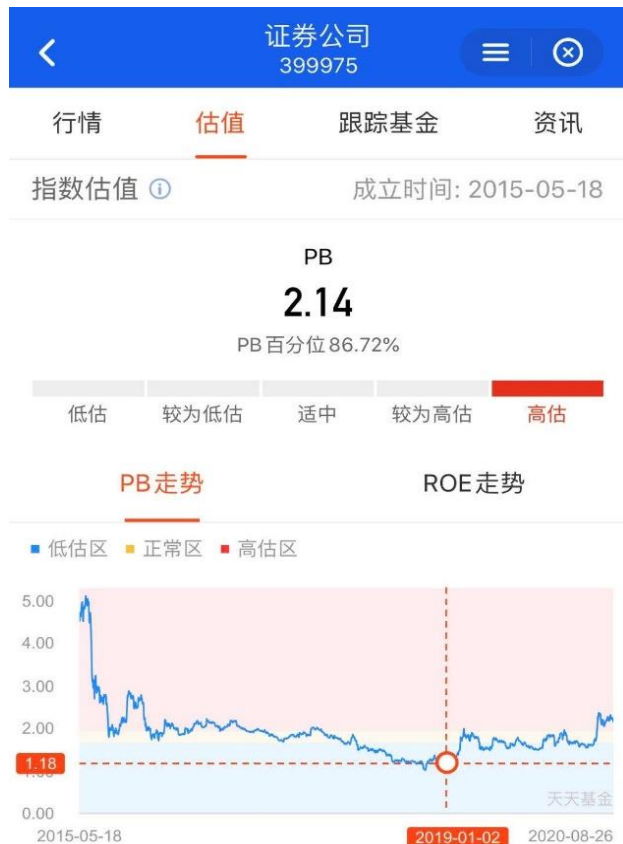 证券公司
399975
行情 估值 跟踪基金 资讯
指数估值 成立时间: 2015-05-18
PB
2.14
PB百分位86.72%
低估 较为低估 适中 较为高估 高估
PB走势 ROE走势
低估区 正常区 高估区
5.00
4.00
3.00
2.00
1.18
0.00
天天基金
2015-05-18 2019-01-02 2020-08-26